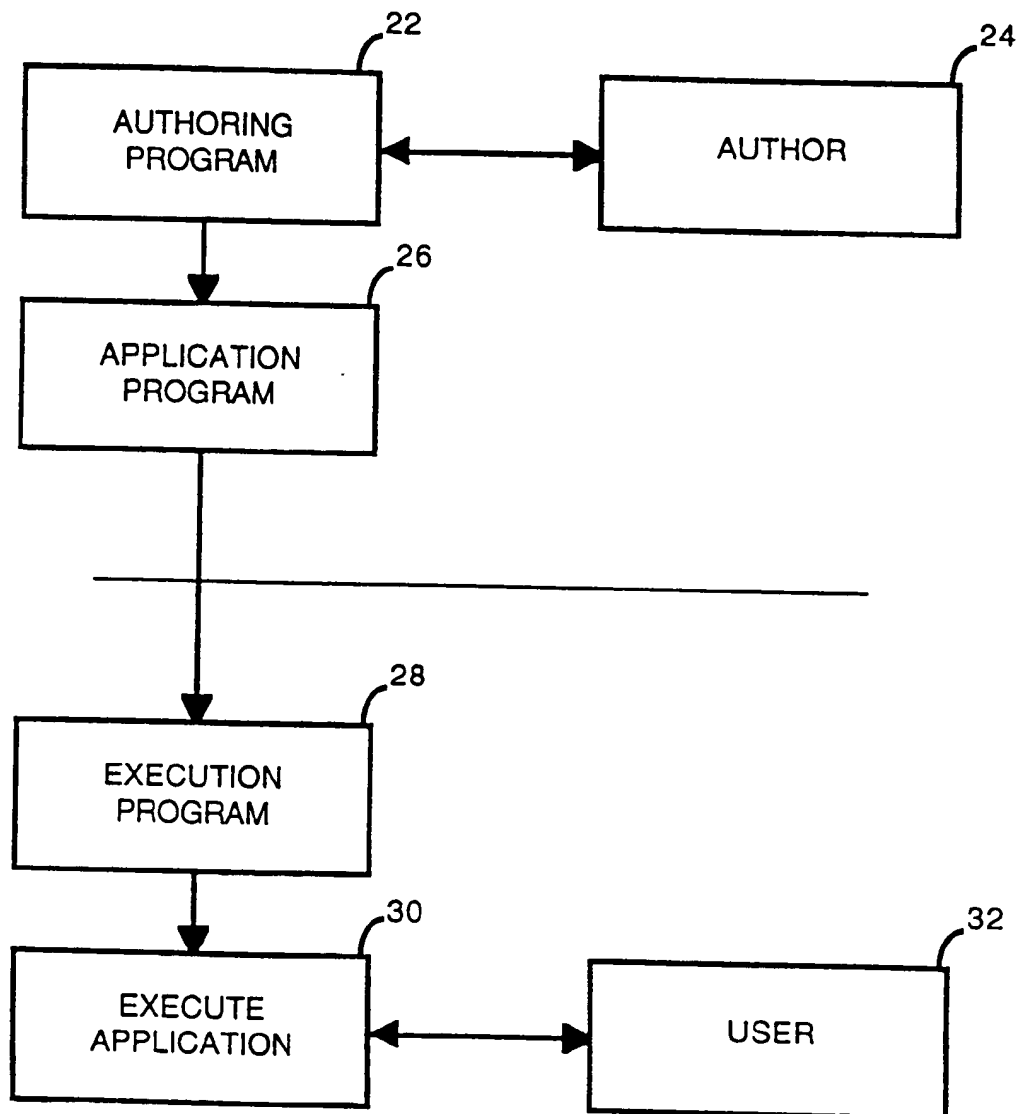 22
24
AUTHORING
PROGRAM
AUTHOR
26
APPLICATION
PROGRAM
28
EXECUTION
PROGRAM
30
32
EXECUTE
APPLICATION
USER